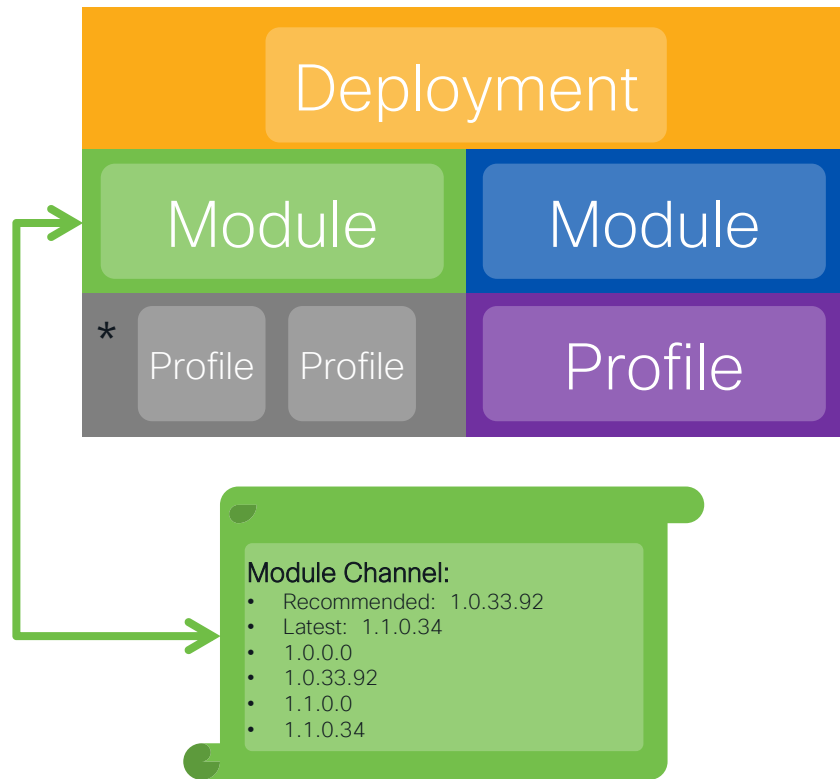 Deployment
Module Module
* Profile Profile Profile
Module Channel:
• Recommended: 1.0.33.92
• Latest: 1.1.0.34
• 1.0.0.0
• 1.0.33.92
• 1.1.0.0
• 1.1.0.34